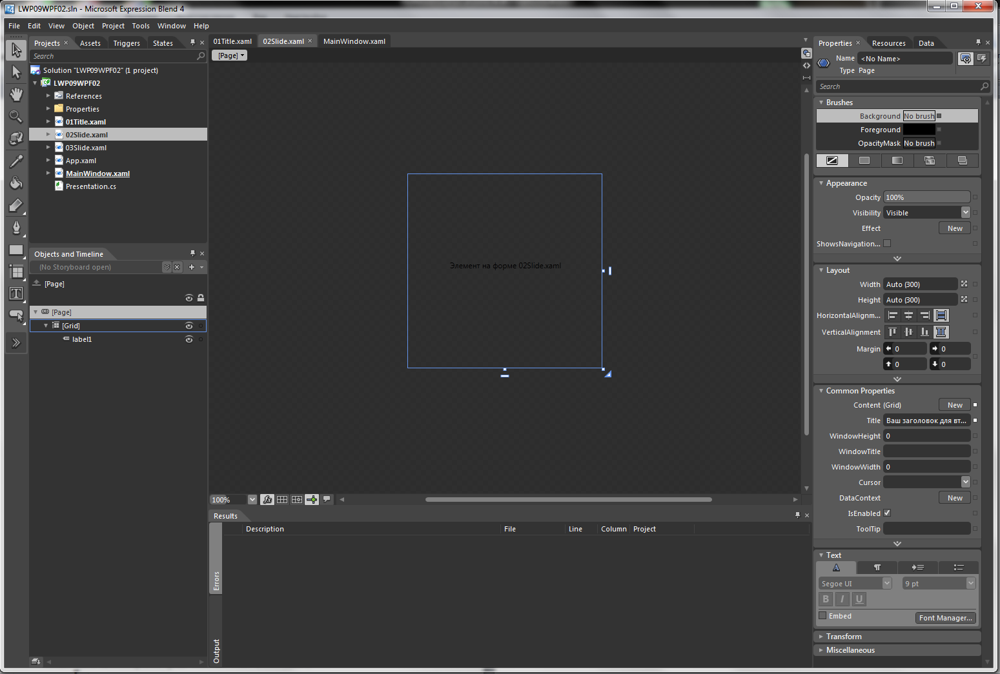 LWP09WPF02.sln - Microsoft Expression Blend 4
File Edit View Object Project Tools Window Help
Projects Assets Triggers States
Search
Solution "LWP09WPF02" (1 project)
LWP09WPF02
References
Properties
01Title.xaml
02Slide.xaml
03Slide.xaml
App.xaml
MainWindow.xaml
Presentation.cs
Objects and Timeline
(No Storyboard open)
[Page]
[Page]
[Grid]
label1
01Title.xaml 02Slide.xaml MainWindow.xaml
[Page]
Элемент на форме 02Slide.xaml
100%
Results
Description File Line Column Project
Errors
Output
Properties Resources Data
Name <No Name>
Type Page
Search
Brushes
Background No brush
Foreground
OpacityMask No brush
Appearance
Opacity 100%
Visibility Visible
Effect New
ShowsNavigation...
Layout
Width Auto (300)
Height Auto (300)
HorizontalAlignm...
VerticalAlignment
Margin 0 0
0 0
Common Properties
Content (Grid) New
Title Ваш заголовок для вт...
WindowHeight 0
WindowTitle
WindowWidth 0
Cursor
DataContext New
IsEnabled
ToolTip
Text
Segoe UI 9 pt
B I U
Embed Font Manager...
Transform
Miscellaneous